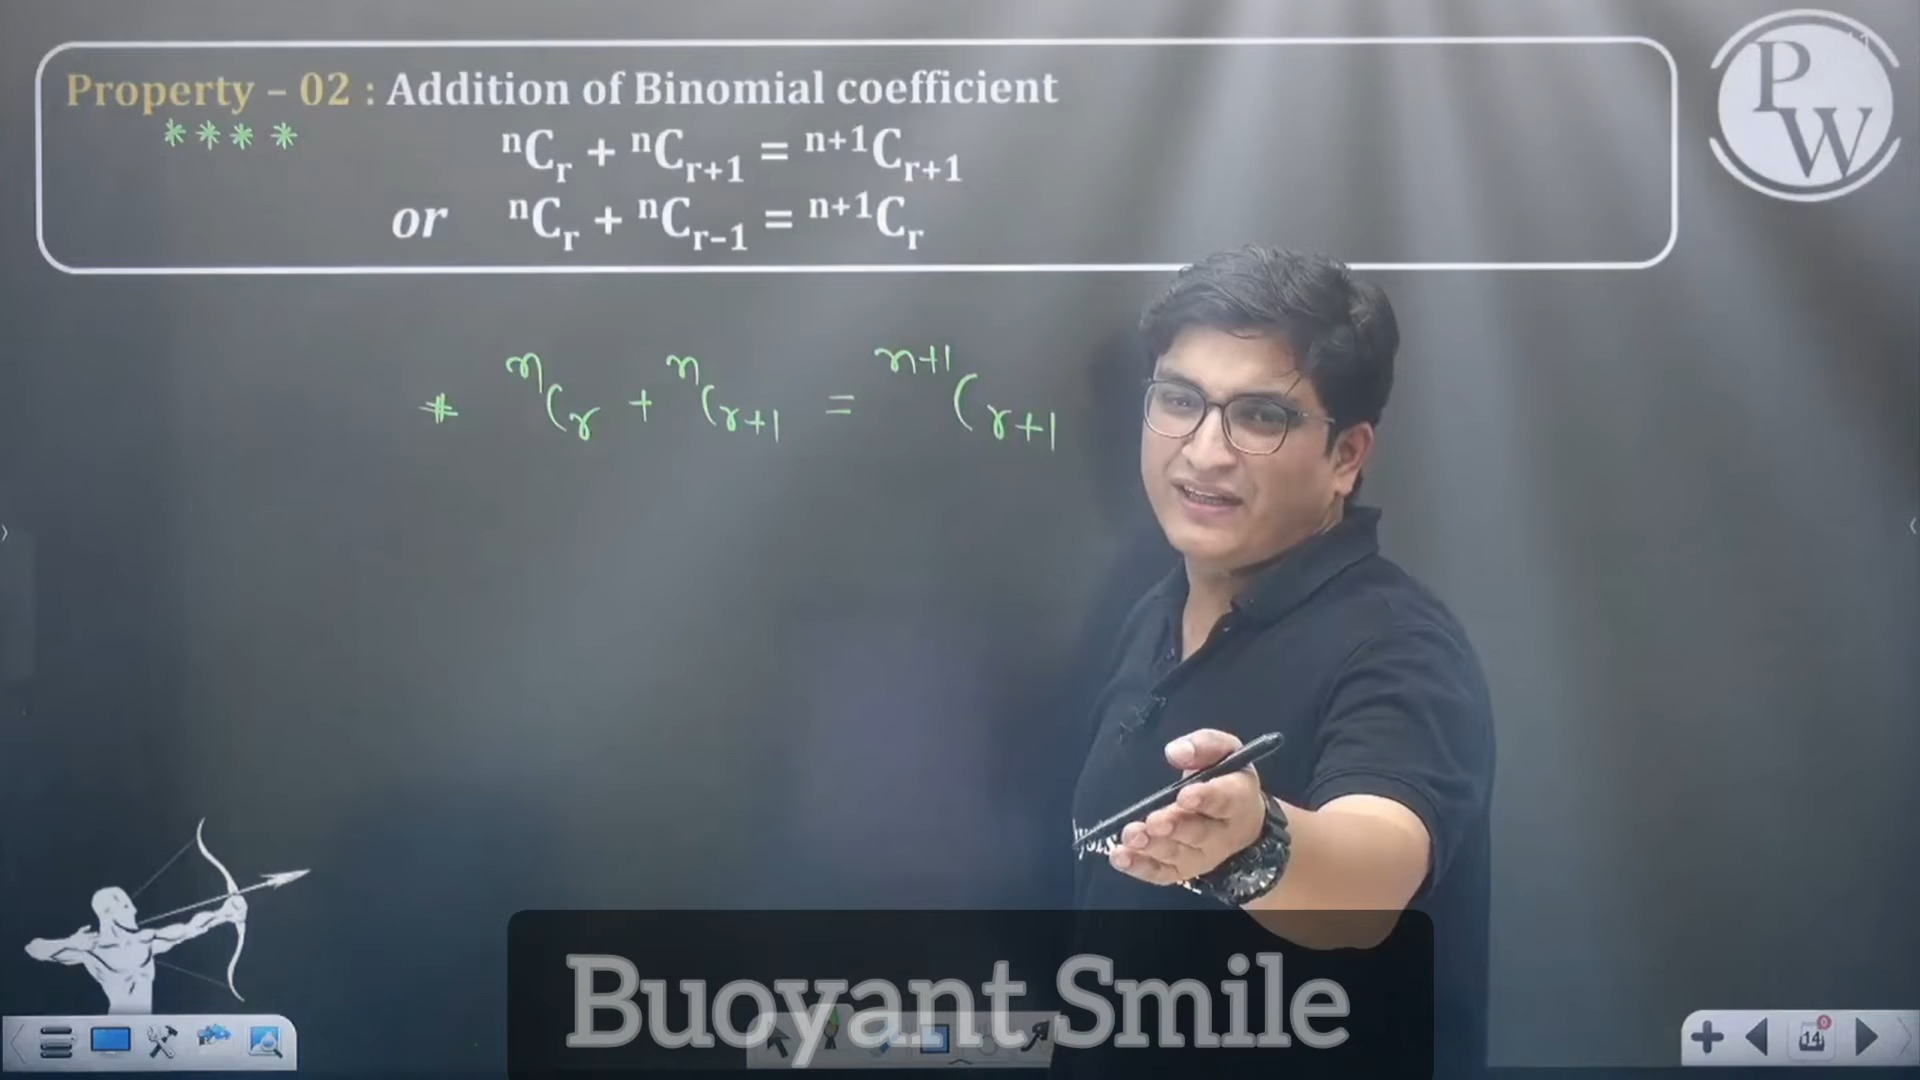 Property – 02 : Addition of Binomial coefficient
****
ⁿCᵣ + ⁿCᵣ₊₁ = ⁿ⁺¹Cᵣ₊₁
or ⁿCᵣ + ⁿCᵣ₋₁ = ⁿ⁺¹Cᵣ
PW
* ⁿCᵣ + ⁿCᵣ₊₁ = ⁿ⁺¹Cᵣ₊₁
Buoyant Smile
14
0